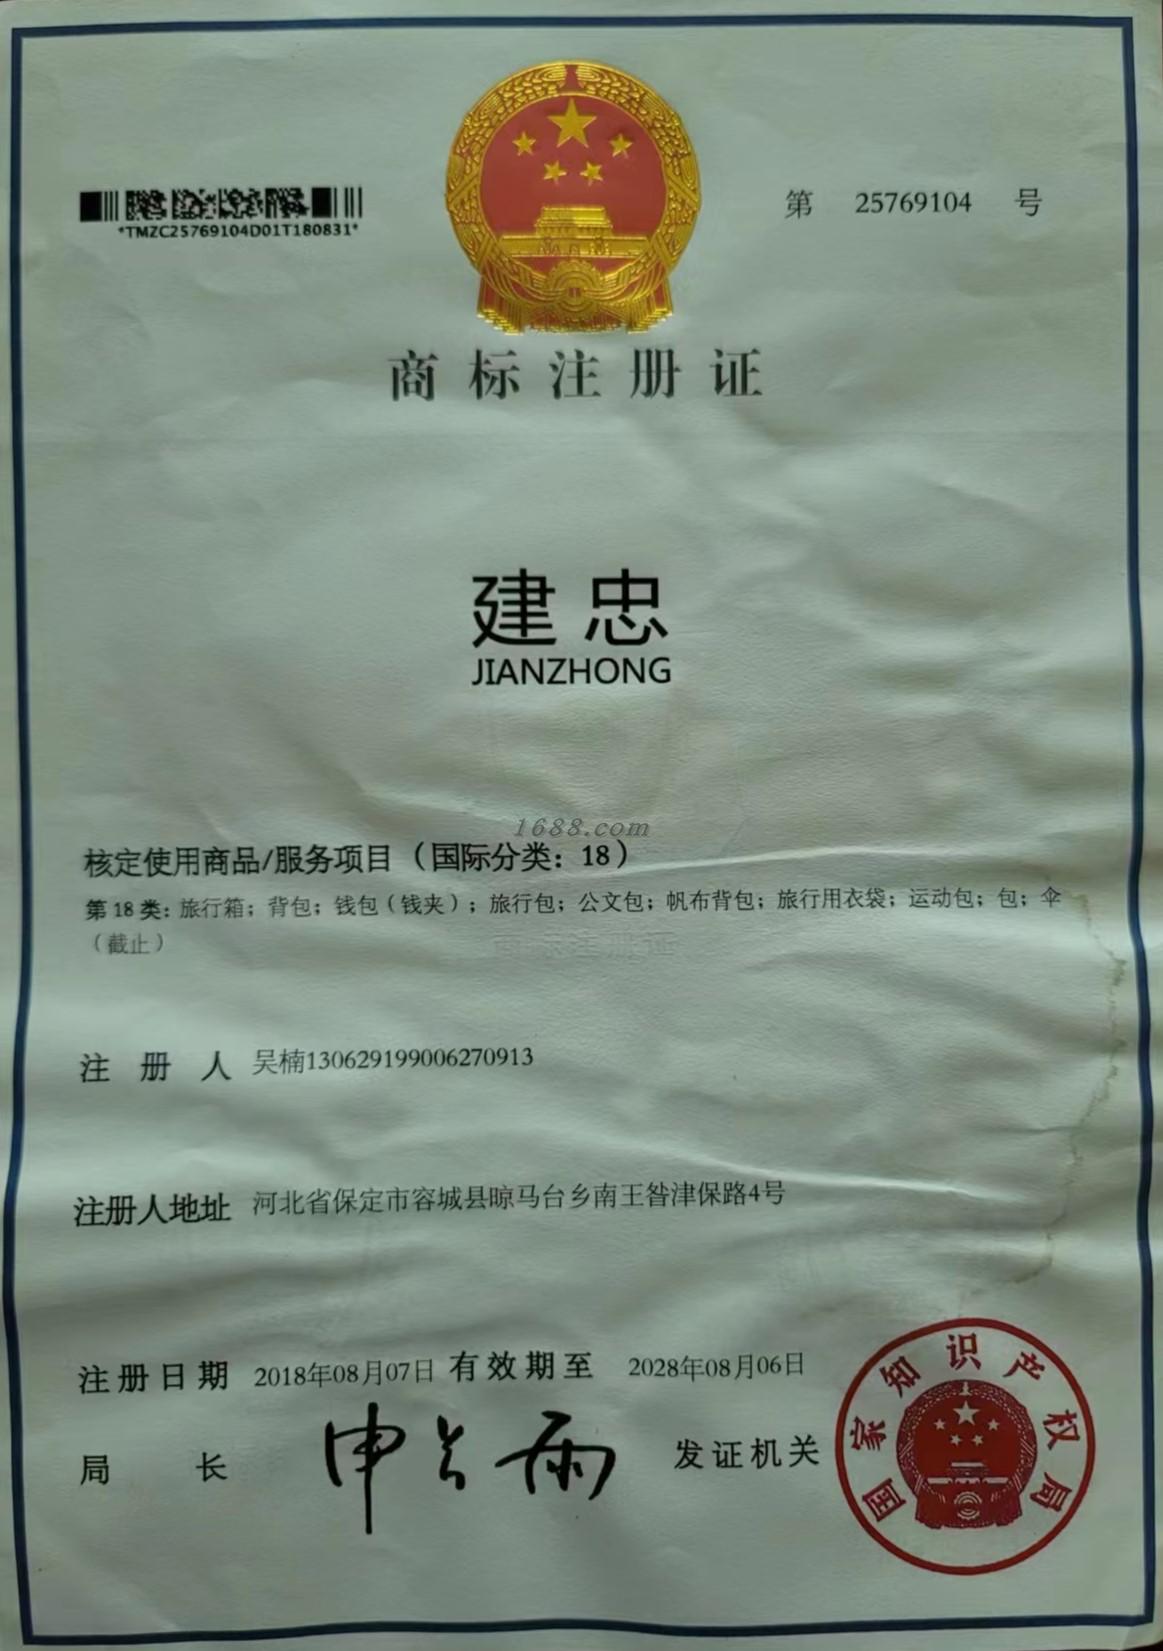 *TMZC25769104D01T180831*
第 25769104 号
商标注册证
建忠
JIANZHONG
1688.com
核定使用商品/服务项目（国际分类：18）
第18类：旅行箱；背包；钱包（钱夹）；旅行包；公文包；帆布背包；旅行用衣袋；运动包；包；伞
（截止）
商标注册证
注册人 吴楠130629199006270913
注册人地址 河北省保定市容城县晾马台乡南王昝津保路4号
注册日期 2018年08月07日 有效期至 2028年08月06日
局长 申长雨 发证机关
国家知识产权局